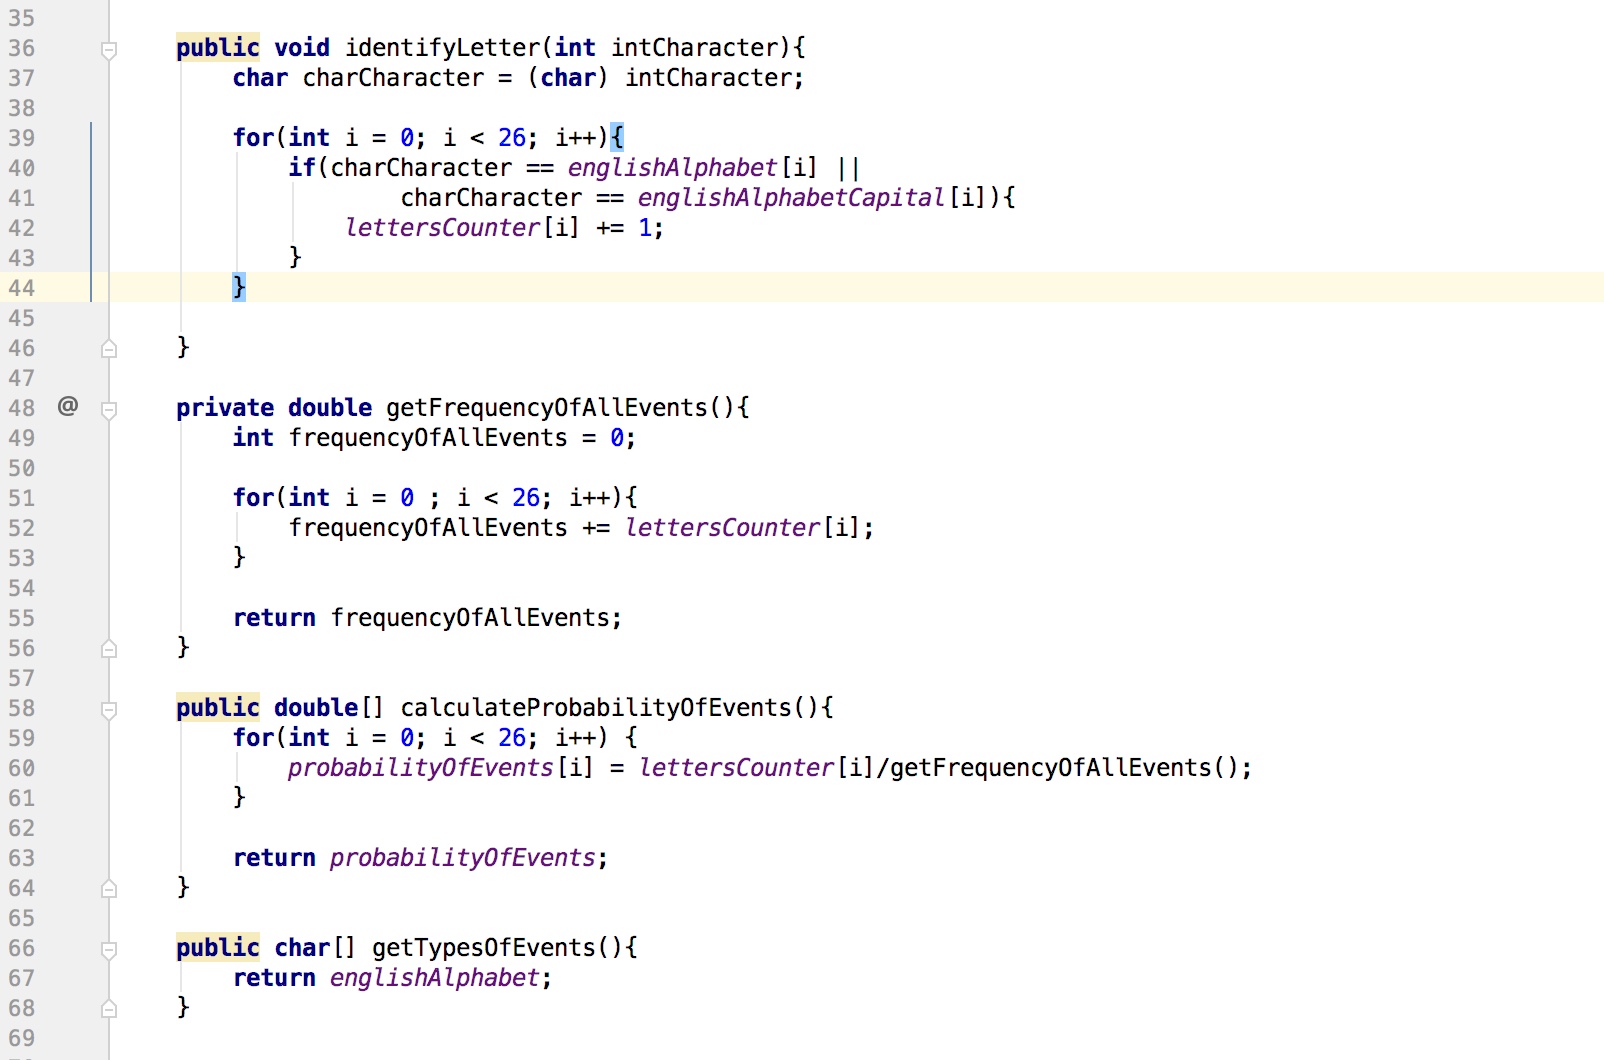 35
36 public void identifyLetter(int intCharacter){
37 char charCharacter = (char) intCharacter;
38
39 for(int i = 0; i < 26; i++){
40 if(charCharacter == englishAlphabet[i] ||
41 charCharacter == englishAlphabetCapital[i]){
42 lettersCounter[i] += 1;
43 }
44 }
45
46 }
47
48 @ private double getFrequencyOfAllEvents(){
49 int frequencyOfAllEvents = 0;
50
51 for(int i = 0 ; i < 26; i++){
52 frequencyOfAllEvents += lettersCounter[i];
53 }
54
55 return frequencyOfAllEvents;
56 }
57
58 public double[] calculateProbabilityOfEvents(){
59 for(int i = 0; i < 26; i++) {
60 probabilityOfEvents[i] = lettersCounter[i]/getFrequencyOfAllEvents();
61 }
62
63 return probabilityOfEvents;
64 }
65
66 public char[] getTypesOfEvents(){
67 return englishAlphabet;
68 }
69